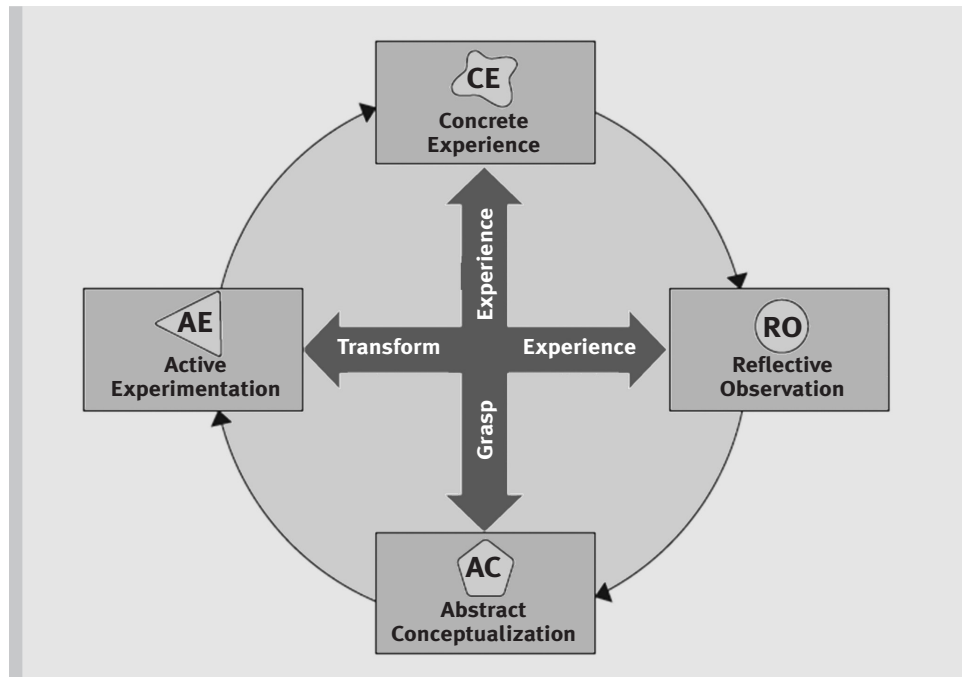 CE
Concrete
Experience
AE
Active
Experimentation
Experience
Transform
Experience
Grasp
RO
Reflective
Observation
AC
Abstract
Conceptualization